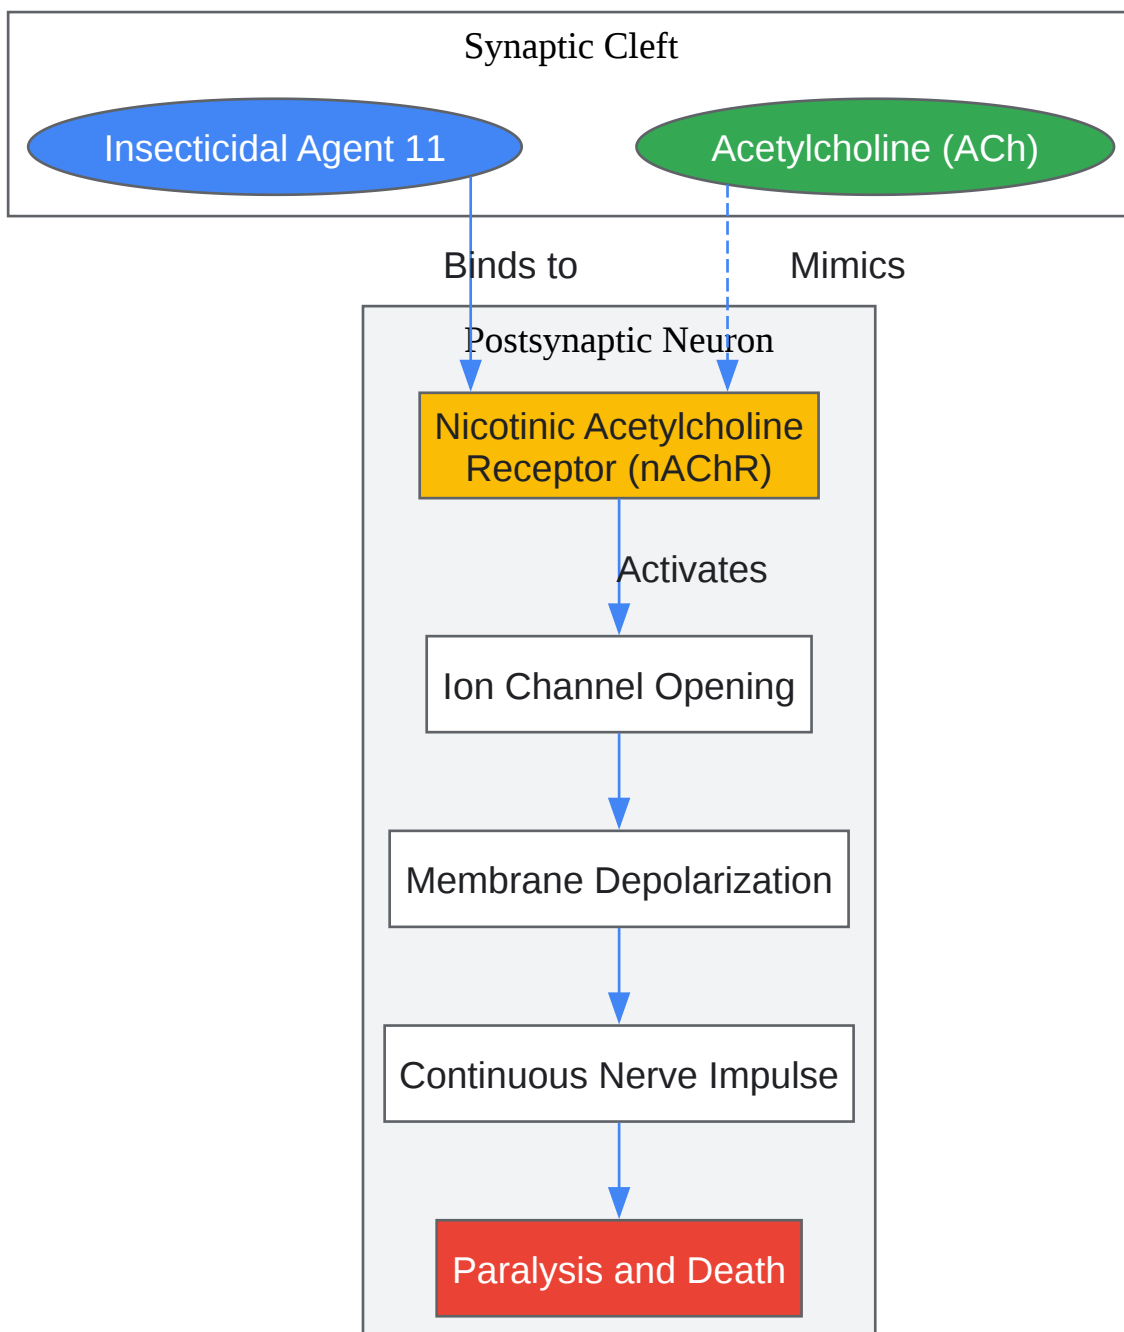 Synaptic Cleft
Insecticidal Agent 11
Acetylcholine (ACh)
Binds to
Mimics
Postsynaptic Neuron
Nicotinic Acetylcholine
Receptor (nAChR)
Activates
Ion Channel Opening
Membrane Depolarization
Continuous Nerve Impulse
Paralysis and Death